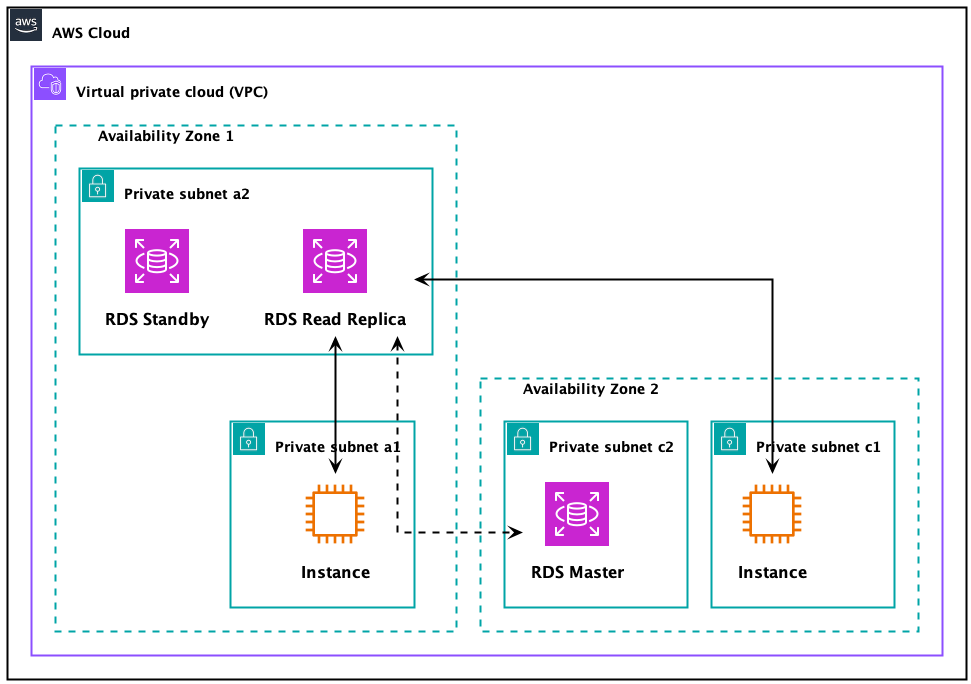 aws
AWS Cloud
Virtual private cloud (VPC)
Availability Zone 1
Private subnet a2
RDS Standby
RDS Read Replica
Availability Zone 2
Private subnet a1
Private subnet c2
Private subnet c1
Instance
RDS Master
Instance